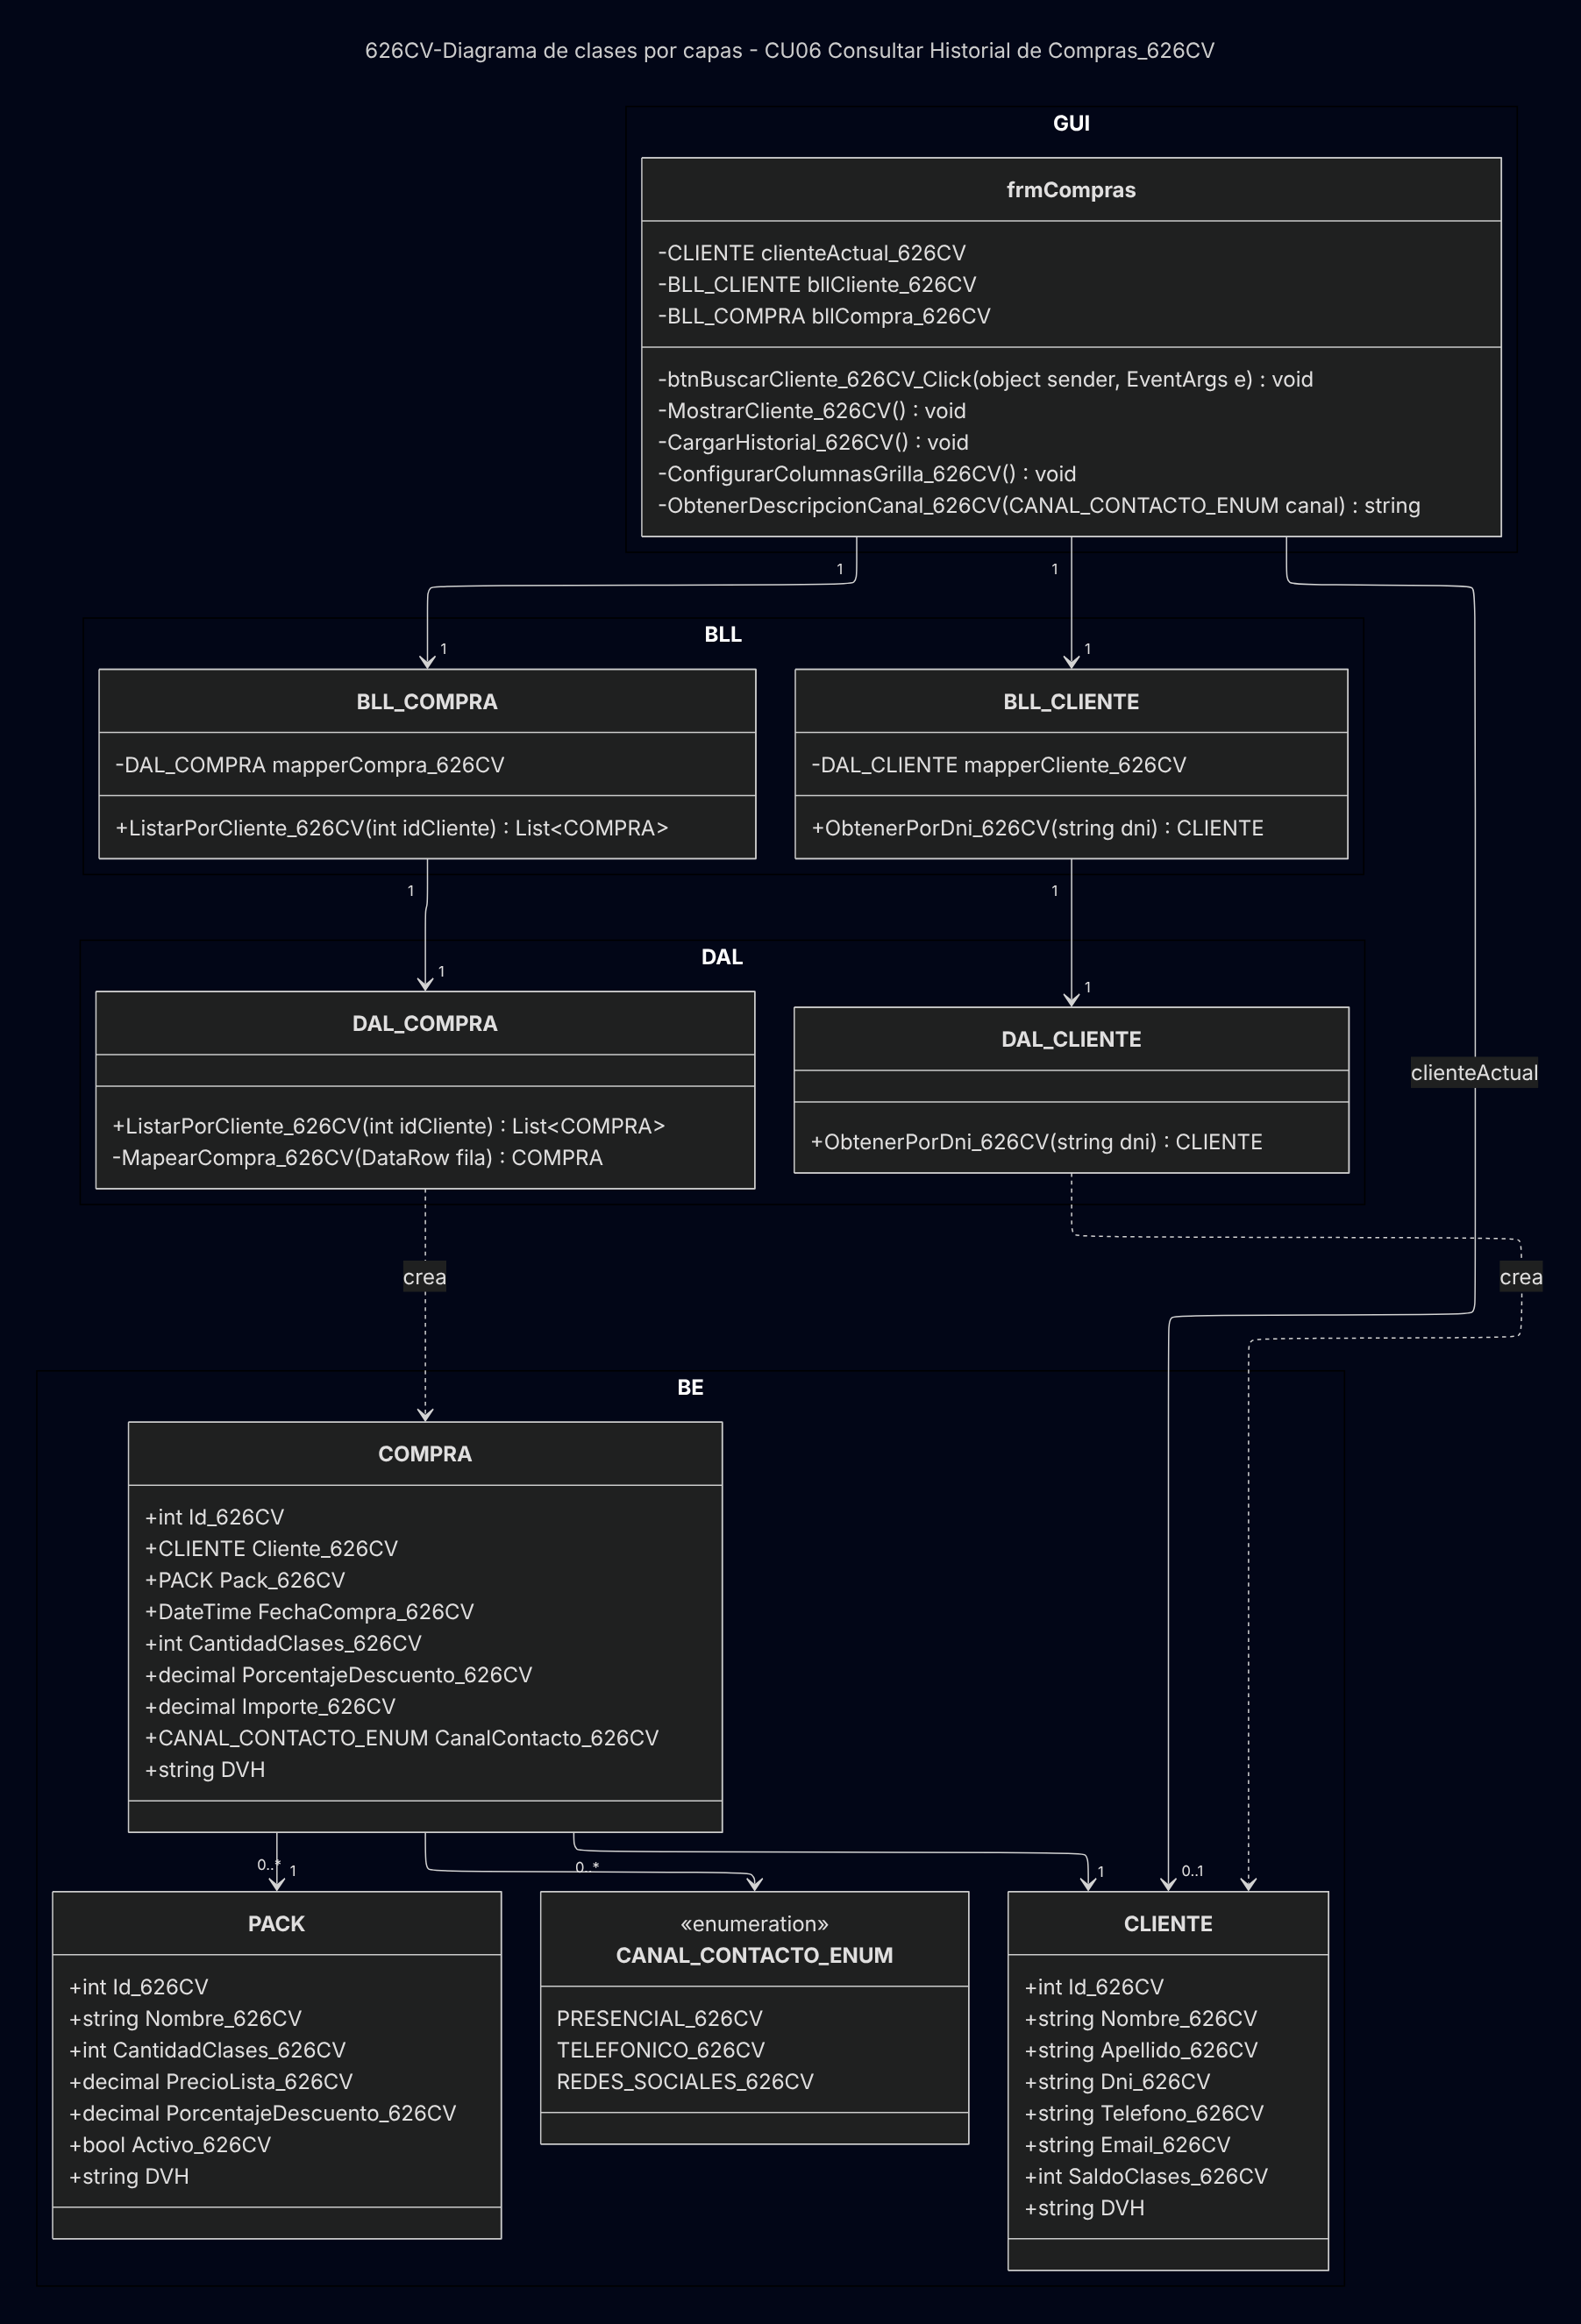 626CV-Diagrama de clases por capas - CU06 Consultar Historial de Compras_626CV
GUI
frmCompras
-CLIENTE clienteActual_626CV
-BLL_CLIENTE bllCliente_626CV
-BLL_COMPRA bllCompra_626CV
-btnBuscarCliente_626CV_Click(object sender, EventArgs e) : void
-MostrarCliente_626CV() : void
-CargarHistorial_626CV() : void
-ConfigurarColumnasGrilla_626CV() : void
-ObtenerDescripcionCanal_626CV(CANAL_CONTACTO_ENUM canal) : string
1
1
BLL
1
1
BLL_COMPRA
-DAL_COMPRA mapperCompra_626CV
+ListarPorCliente_626CV(int idCliente) : List<COMPRA>
BLL_CLIENTE
-DAL_CLIENTE mapperCliente_626CV
+ObtenerPorDni_626CV(string dni) : CLIENTE
1
1
DAL
1
1
DAL_COMPRA
+ListarPorCliente_626CV(int idCliente) : List<COMPRA>
-MapearCompra_626CV(DataRow fila) : COMPRA
DAL_CLIENTE
+ObtenerPorDni_626CV(string dni) : CLIENTE
clienteActual
crea
crea
BE
COMPRA
+int Id_626CV
+CLIENTE Cliente_626CV
+PACK Pack_626CV
+DateTime FechaCompra_626CV
+int CantidadClases_626CV
+decimal PorcentajeDescuento_626CV
+decimal Importe_626CV
+CANAL_CONTACTO_ENUM CanalContacto_626CV
+string DVH
0..*
1
0..*
1
0..1
PACK
+int Id_626CV
+string Nombre_626CV
+int CantidadClases_626CV
+decimal PrecioLista_626CV
+decimal PorcentajeDescuento_626CV
+bool Activo_626CV
+string DVH
«enumeration»
CANAL_CONTACTO_ENUM
PRESENCIAL_626CV
TELEFONICO_626CV
REDES_SOCIALES_626CV
CLIENTE
+int Id_626CV
+string Nombre_626CV
+string Apellido_626CV
+string Dni_626CV
+string Telefono_626CV
+string Email_626CV
+int SaldoClases_626CV
+string DVH